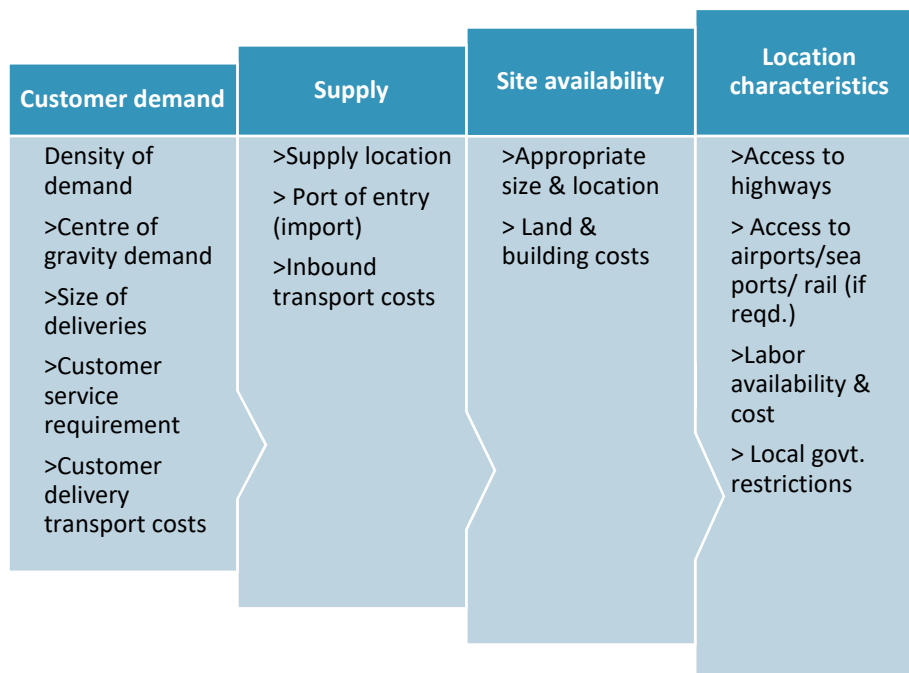 Customer demand
Density of
demand
>Centre of
gravity demand
>Size of
deliveries
>Customer
service
requirement
>Customer
delivery
transport costs
Supply
>Supply location
> Port of entry
(import)
>Inbound
transport costs
Site availability
>Appropriate
size & location
> Land &
building costs
Location
characteristics
>Access to
highways
> Access to
airports/sea
ports/ rail (if
reqd.)
>Labor
availability &
cost
> Local govt.
restrictions